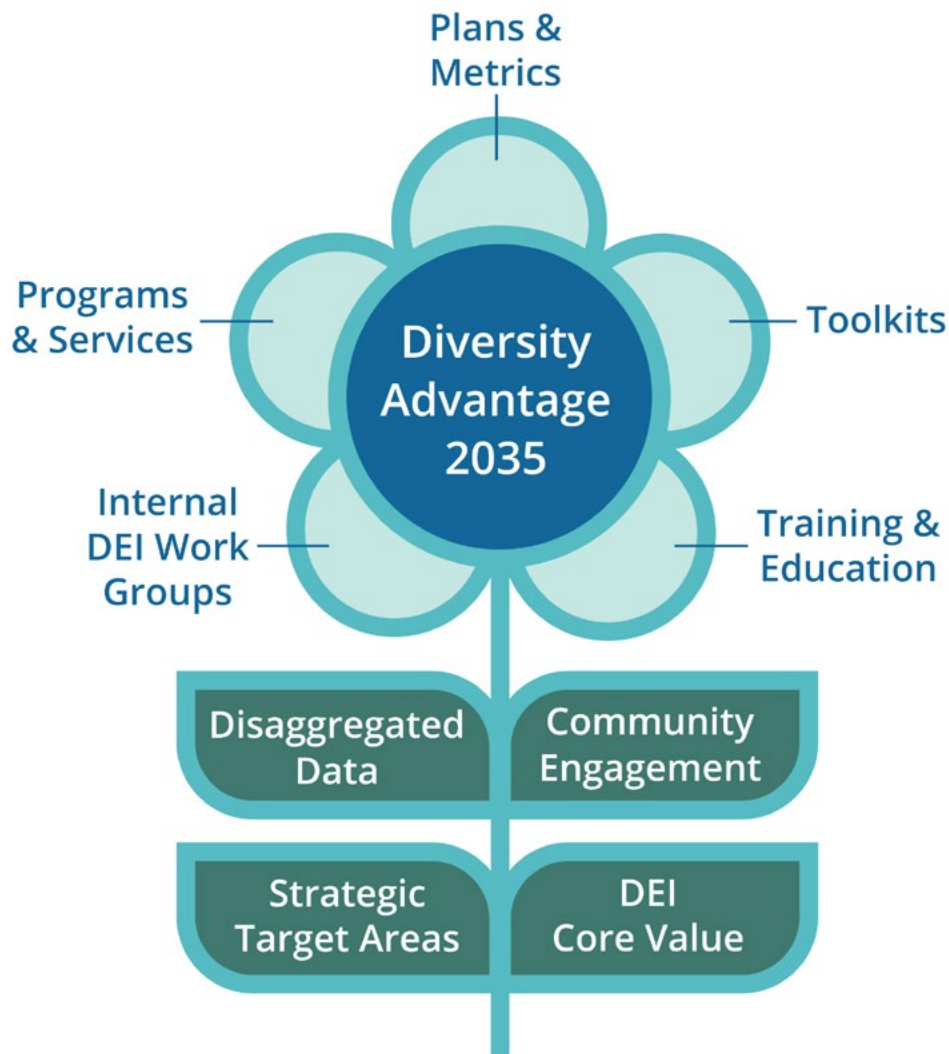 Plans &
Metrics
Programs
& Services
Toolkits
Diversity
Advantage
2035
Internal
DEI Work
Groups
Training &
Education
Disaggregated
Data
Community
Engagement
Strategic
Target Areas
DEI
Core Value